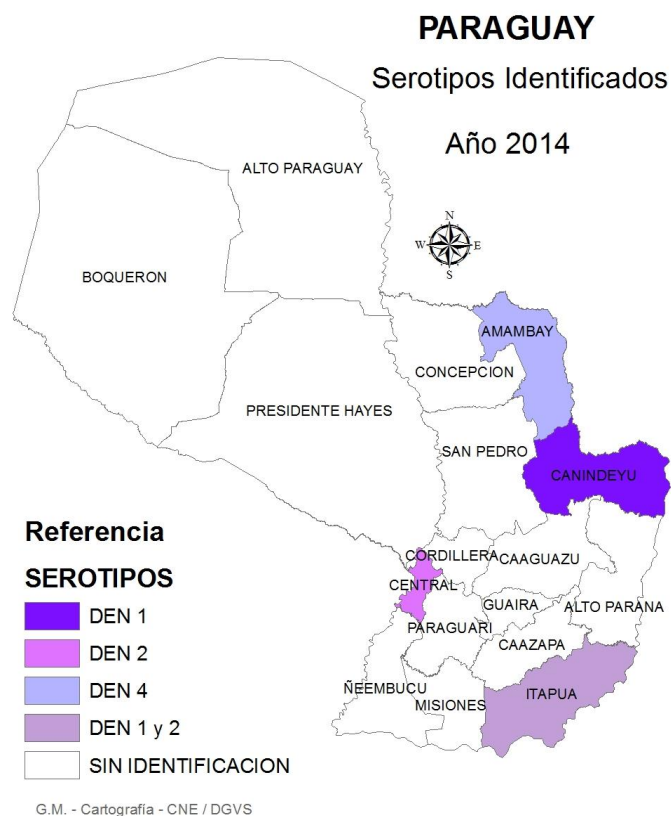 PARAGUAY
Serotipos Identificados
Año 2014
ALTO PARAGUAY
N
W E
S
BOQUERON
AMAMBAY
CONCEPCION
PRESIDENTE HAYES
SAN PEDRO
CANINDEYU
CORDILLERA
CAAGUAZU
CENTRAL
GUAIRA
ALTO PARANA
PARAGUARI
CAAZAPA
ÑEEMBUCU
MISIONES
ITAPUA
Referencia
SEROTIPOS
DEN 1
DEN 2
DEN 4
DEN 1 y 2
SIN IDENTIFICACION
G.M. - Cartografía - CNE / DGVS